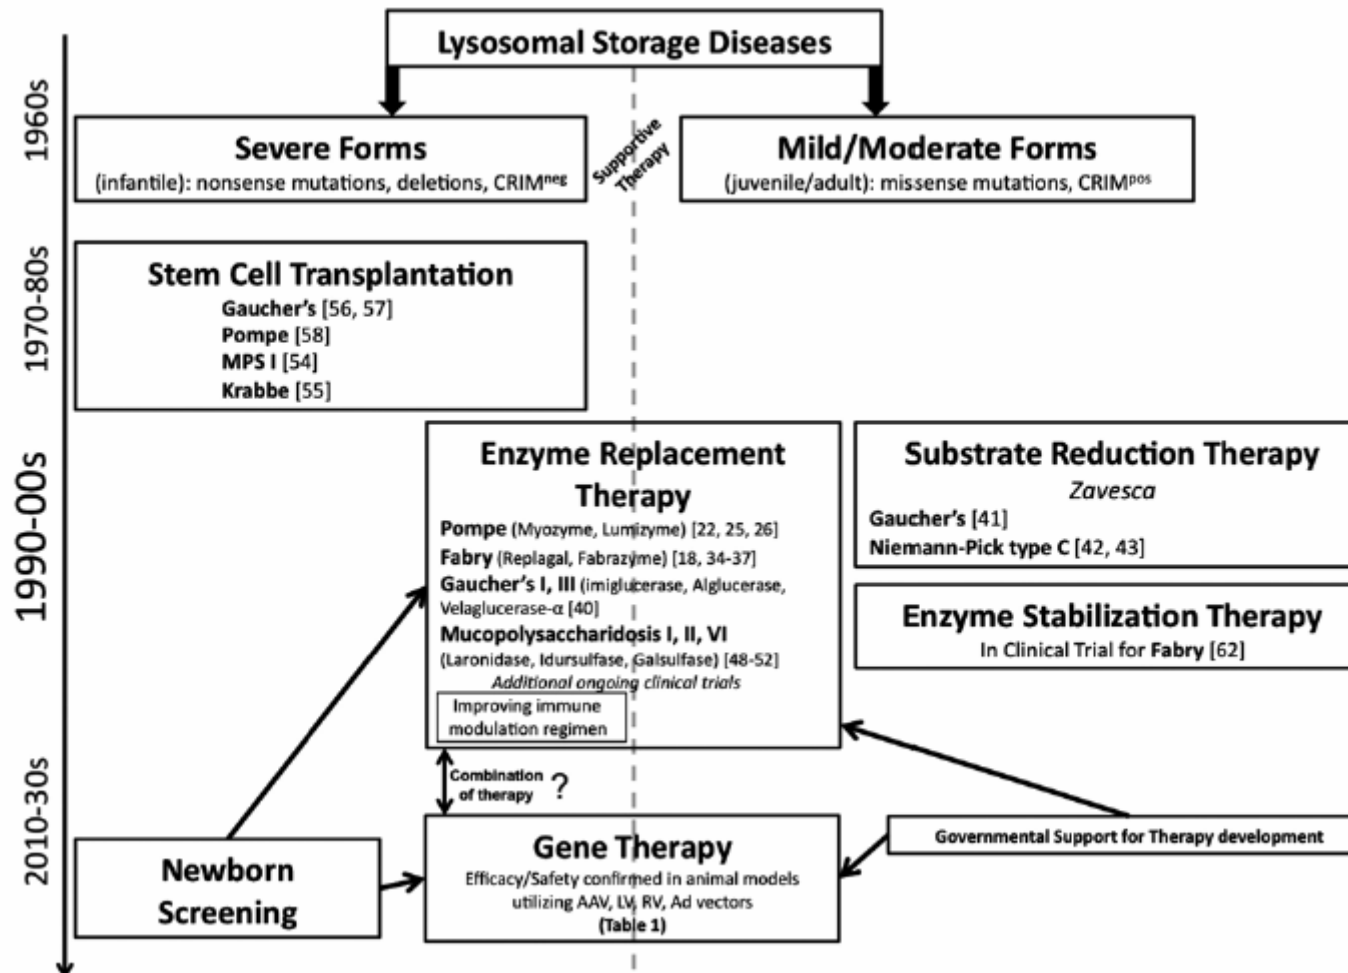 Lysosomal Storage Diseases
1960s
Severe Forms
(infantile): nonsense mutations, deletions, CRIMneg
Supportive
Therapy
Mild/Moderate Forms
(juvenile/adult): missense mutations, CRIMpos
1970-80s
Stem Cell Transplantation
Gaucher's [56, 57]
Pompe [58]
MPS I [54]
Krabbe [55]
1990-00s
Enzyme Replacement
Therapy
Pompe (Myozyme, Lumizyme) [22, 25, 26]
Fabry (Replagal, Fabrazyme) [18, 34-37]
Gaucher's I, III (imiglucerase, Alglucerase,
Velaglucerase-α [40]
Mucopolysaccharidosis I, II, VI
(Laronidase, Idursulfase, Galsulfase) [48-52]
Additional ongoing clinical trials
Improving immune
modulation regimen
Substrate Reduction Therapy
Zavesca
Gaucher's [41]
Niemann-Pick type C [42, 43]
Enzyme Stabilization Therapy
In Clinical Trial for Fabry [62]
2010-30s
Combination
of therapy ?
Newborn
Screening
Gene Therapy
Efficacy/Safety confirmed in animal models
utilizing AAV, LV, RV, Ad vectors
(Table 1)
Governmental Support for Therapy development